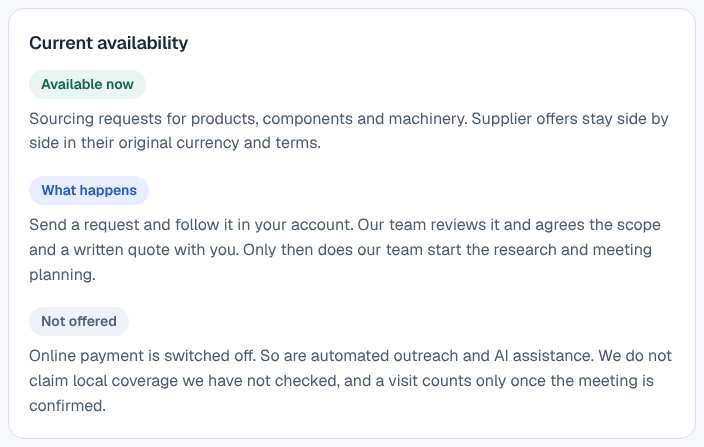 Current availability
Available now
Sourcing requests for products, components and machinery. Supplier offers stay side by
side in their original currency and terms.
What happens
Send a request and follow it in your account. Our team reviews it and agrees the scope
and a written quote with you. Only then does our team start the research and meeting
planning.
Not offered
Online payment is switched off. So are automated outreach and AI assistance. We do not
claim local coverage we have not checked, and a visit counts only once the meeting is
confirmed.